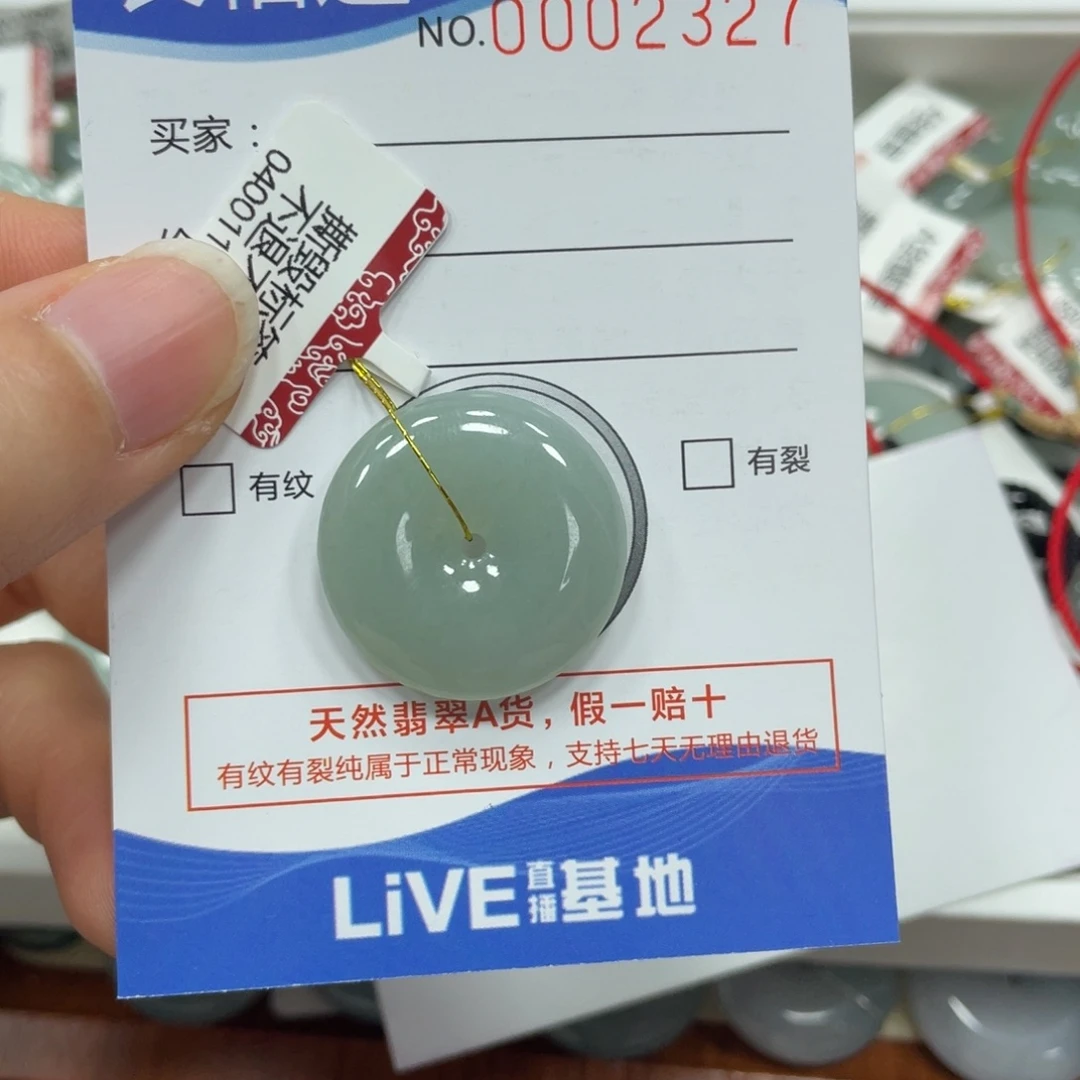 NO.0002327
买家：
040011
不退
撕毁标签
有纹
有裂
天然翡翠A货，假一赔十
有纹有裂纯属于正常现象，支持七天无理由退货
LiVE直播基地